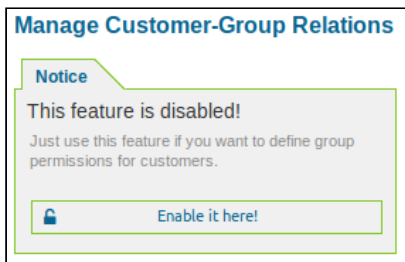 Manage Customer-Group Relations
Notice
This feature is disabled!
Just use this feature if you want to define group
permissions for customers.
Enable it here!